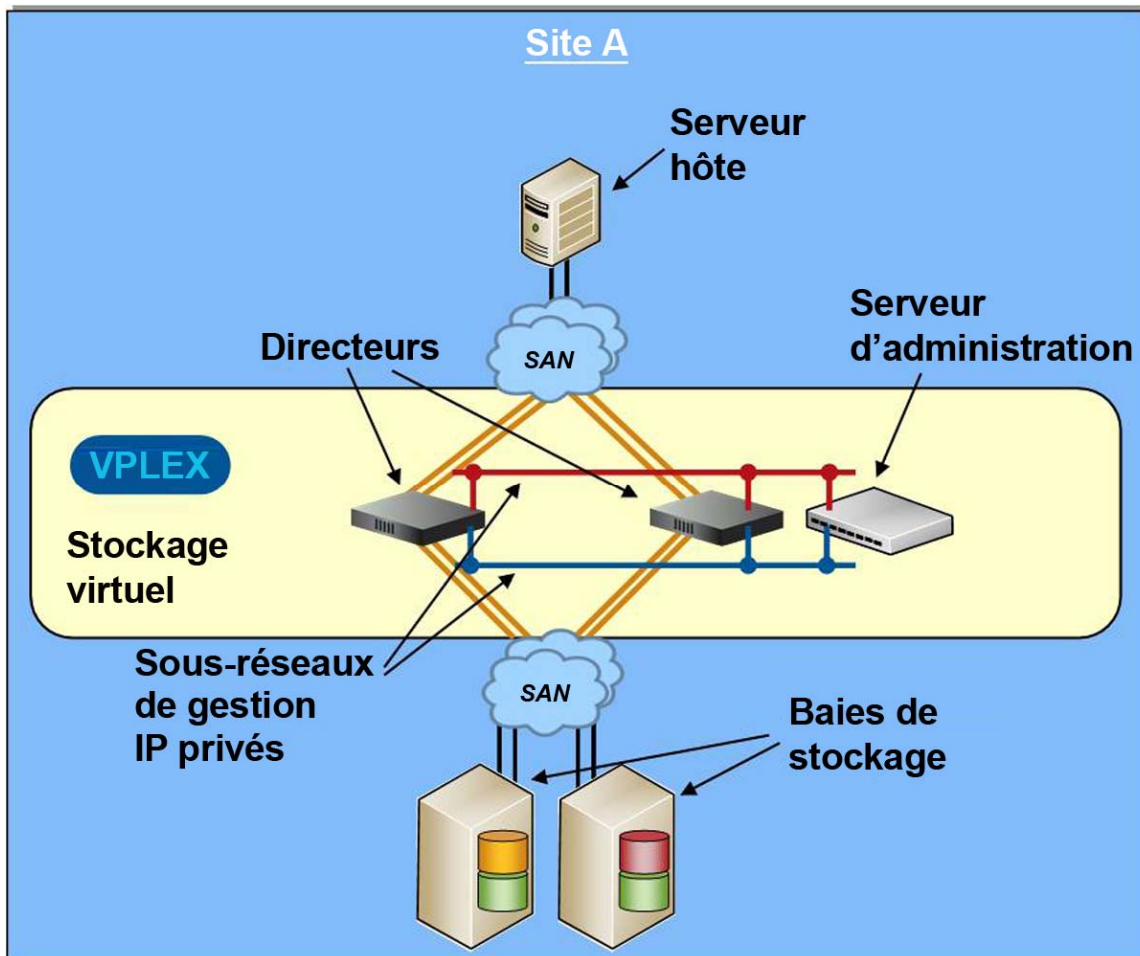 Site A
Serveur
hôte
Serveur
d’administration
Directeurs
SAN
VPLEX
Stockage
virtuel
Sous-réseaux
de gestion
IP privés
SAN
Baies de
stockage